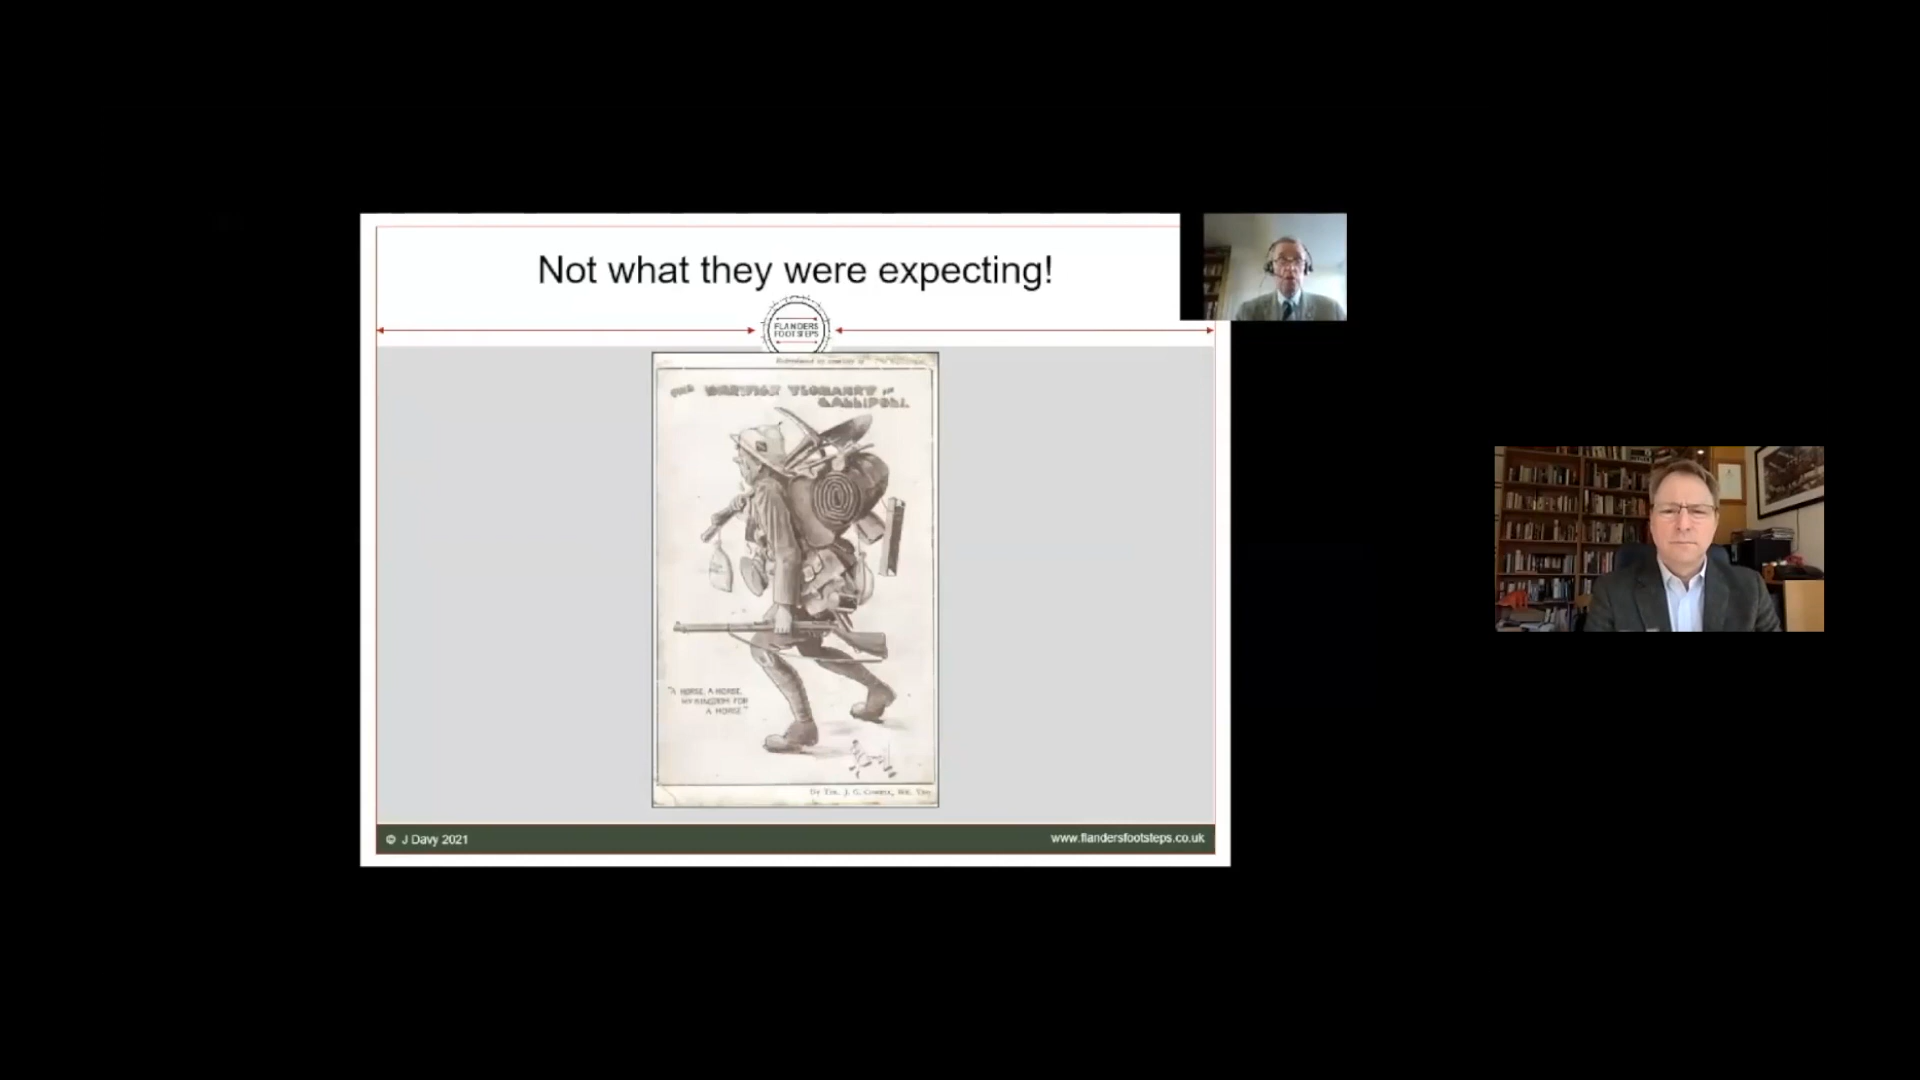 Not what they were expecting!
FLANDERS
FOOTSTEPS
THE WARWICK YEOMANRY IN
GALLIPOLI.
"A HORSE, A HORSE,
MY KINGDOM FOR
A HORSE"
© J Davy 2021
www.flandersfootsteps.co.uk